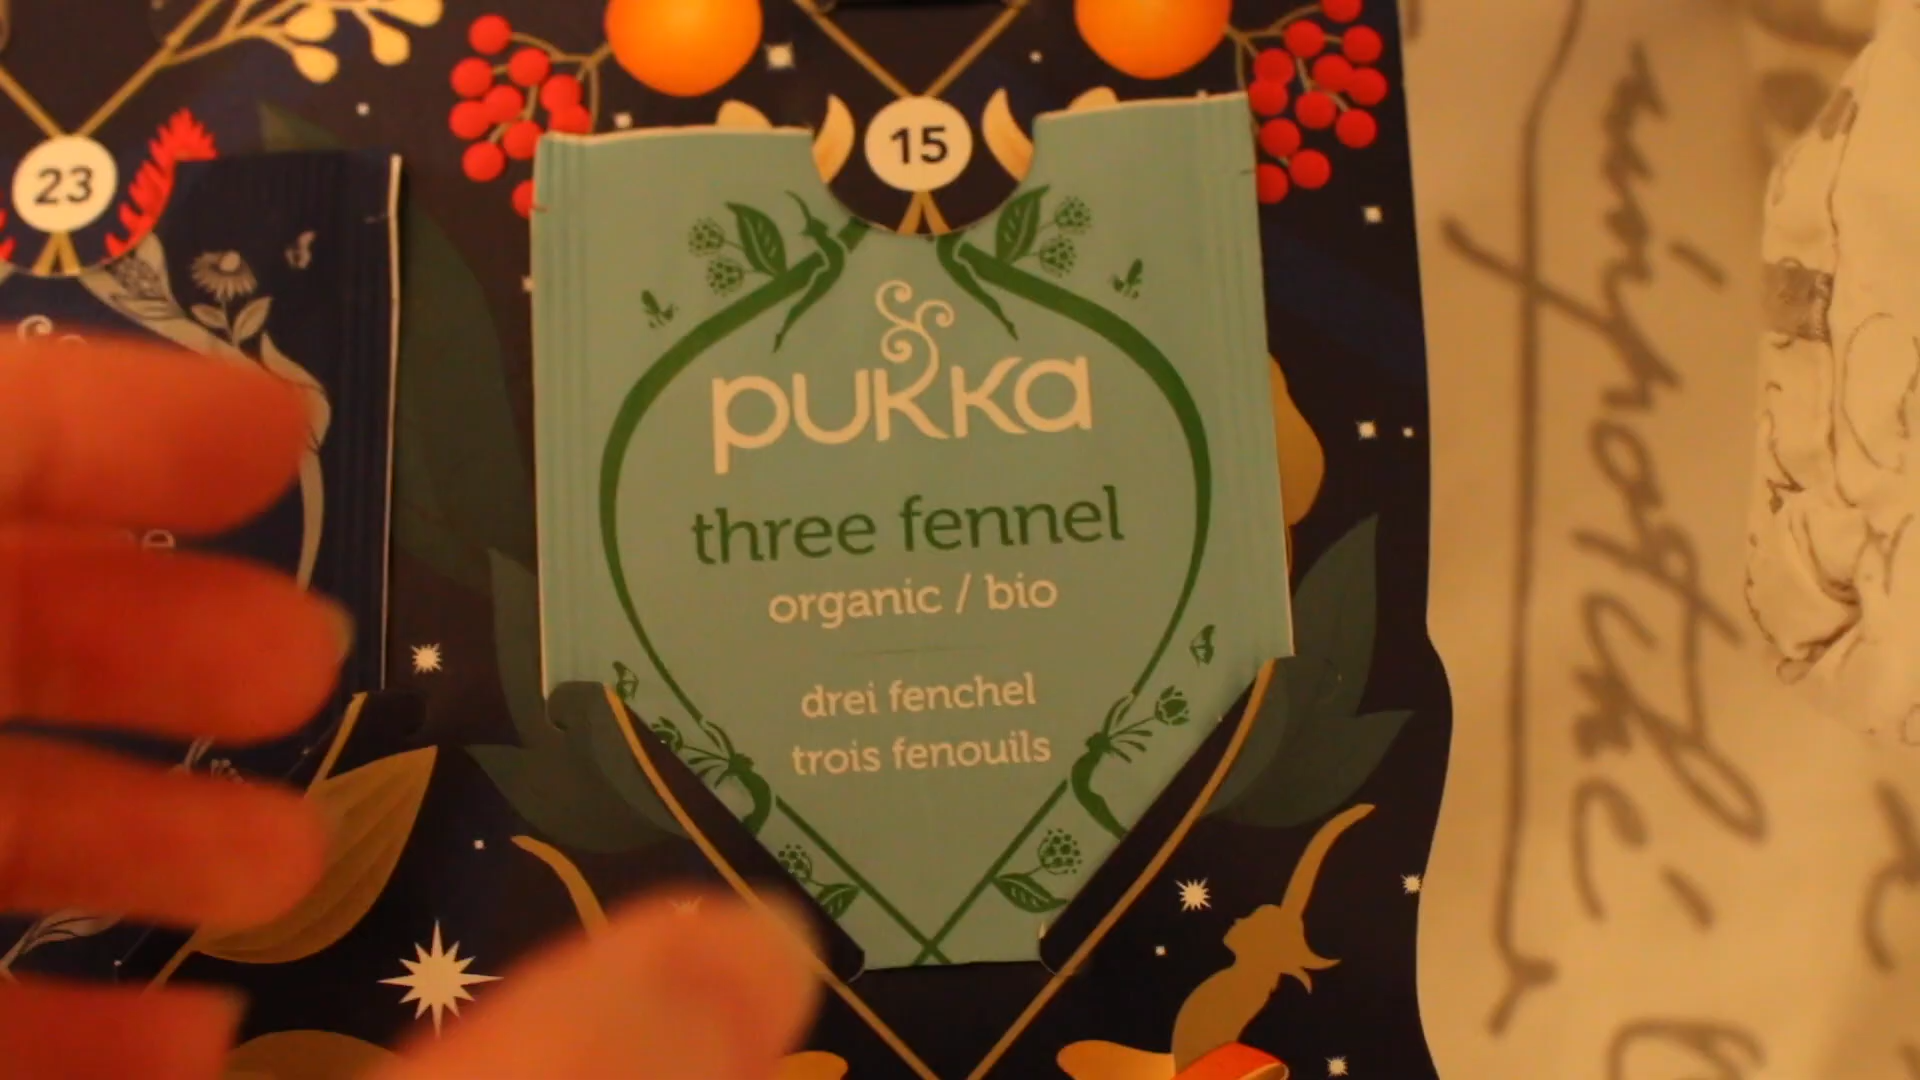 23
15
pukka
three fennel
organic / bio
drei fenchel
trois fenouils